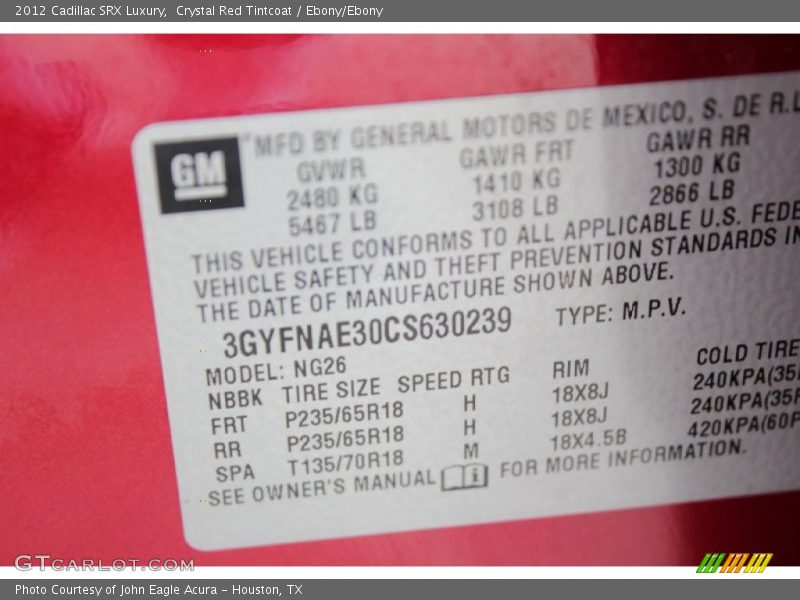 2012 Cadillac SRX Luxury,  Crystal Red Tintcoat / Ebony/Ebony
GM
MFD BY GENERAL MOTORS DE MEXICO, S. DE R.L
GVWR GAWR FRT GAWR RR
2480 KG 1410 KG 1300 KG
5467 LB 3108 LB 2866 LB
THIS VEHICLE CONFORMS TO ALL APPLICABLE U.S. FEDE
VEHICLE SAFETY AND THEFT PREVENTION STANDARDS IN
THE DATE OF MANUFACTURE SHOWN ABOVE.
3GYFNAE30CS630239 TYPE: M.P.V.
MODEL: NG26
NBBK TIRE SIZE SPEED RTG RIM COLD TIRE
FRT P235/65R18 H 18X8J 240KPA(35
RR P235/65R18 H 18X8J 240KPA(35P
SPA T135/70R18 M 18X4.5B 420KPA(60P
SEE OWNER'S MANUAL i FOR MORE INFORMATION.
GTCARLOT.COM
Photo Courtesy of John Eagle Acura - Houston, TX